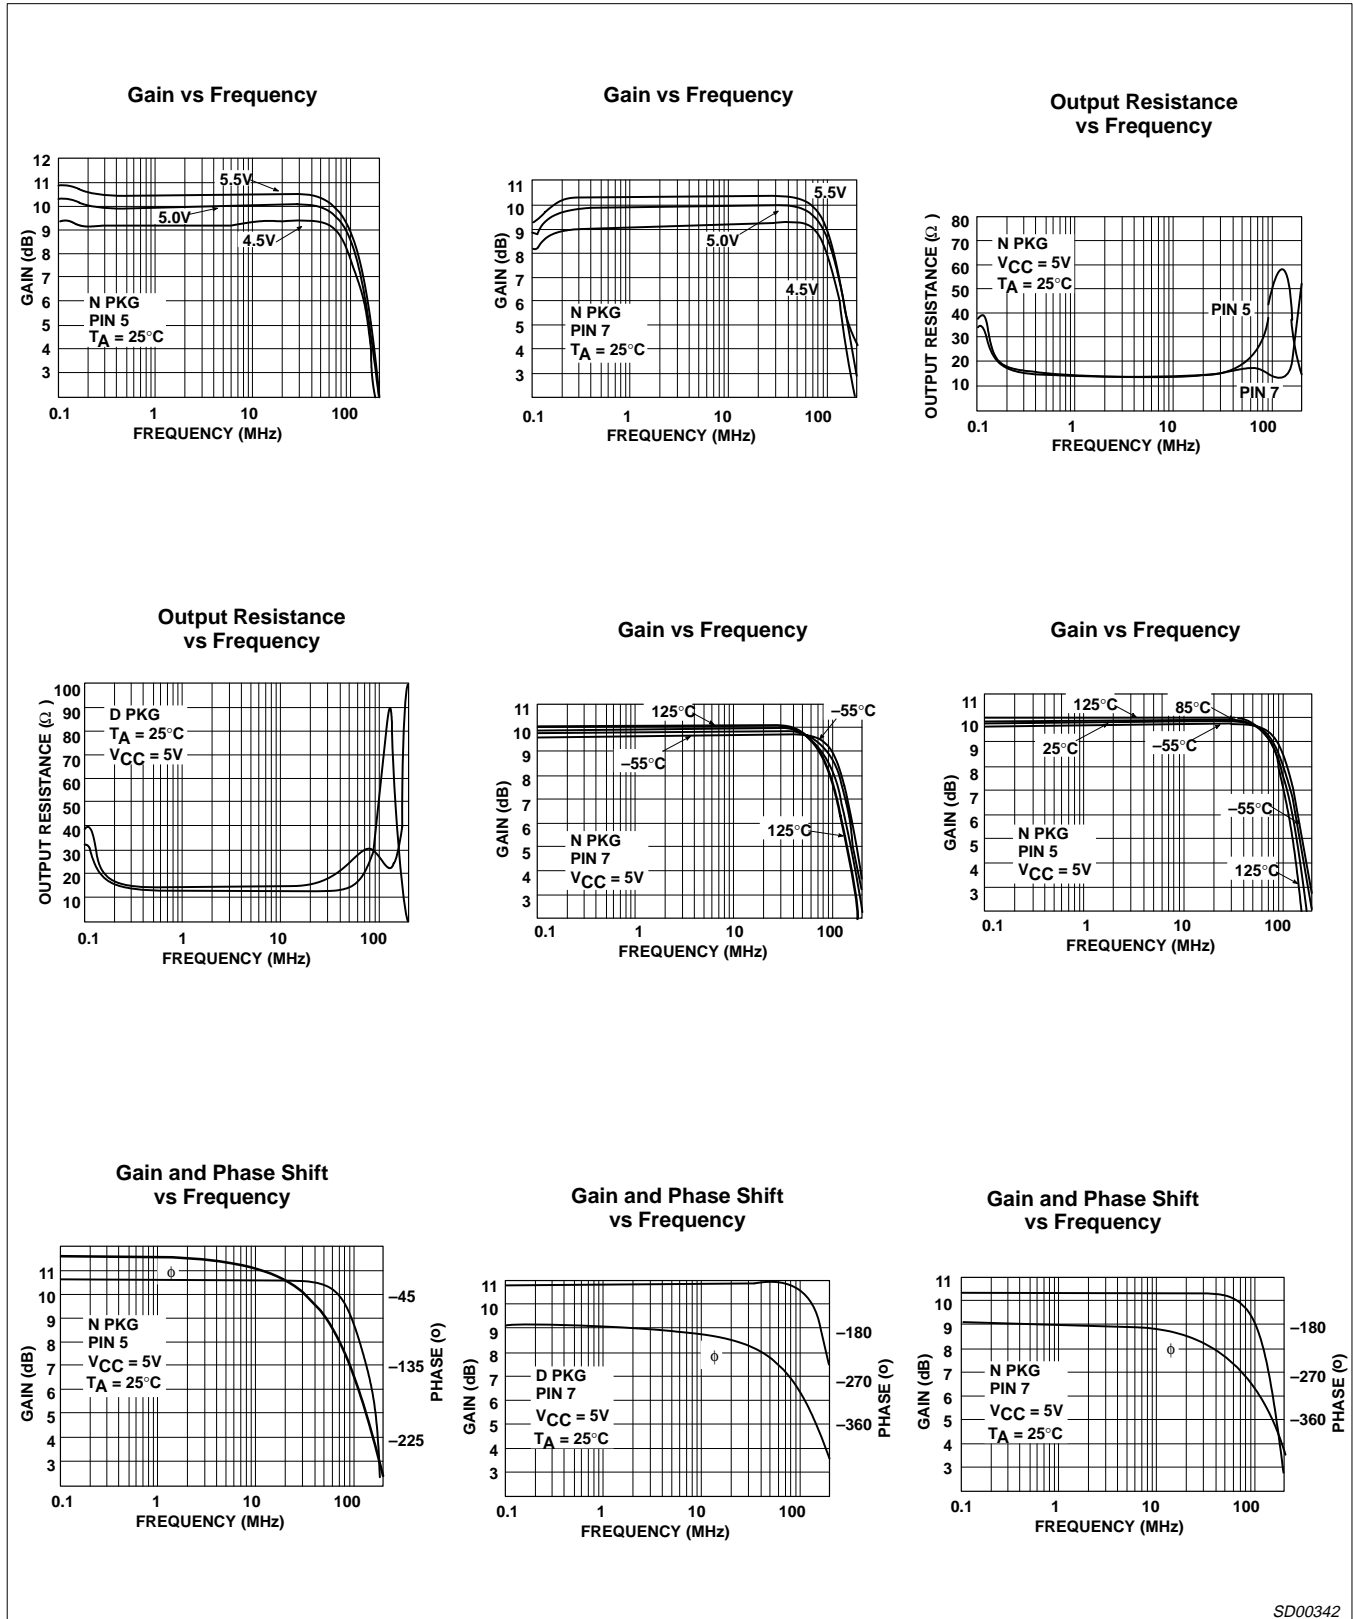 Gain vs Frequency
12
11
10
9
8
7
6
5
4
3
GAIN (dB)
5.5V
5.0V
4.5V
N PKG
PIN 5
TA = 25°C
0.1 1 10 100
FREQUENCY (MHz)
Gain vs Frequency
11
10
9
8
7
6
5
4
3
GAIN (dB)
5.5V
5.0V
4.5V
N PKG
PIN 7
TA = 25°C
0.1 1 10 100
FREQUENCY (MHz)
Output Resistance
vs Frequency
80
70
60
50
40
30
20
10
OUTPUT RESISTANCE (Ω)
N PKG
VCC = 5V
TA = 25°C
PIN 5
PIN 7
0.1 1 10 100
FREQUENCY (MHz)
Output Resistance
vs Frequency
100
90
80
70
60
50
40
30
20
10
OUTPUT RESISTANCE (Ω)
D PKG
TA = 25°C
VCC = 5V
0.1 1 10 100
FREQUENCY (MHz)
Gain vs Frequency
11
10
9
8
7
6
5
4
3
GAIN (dB)
125°C
–55°C
–55°C
125°C
N PKG
PIN 7
VCC = 5V
0.1 1 10 100
FREQUENCY (MHz)
Gain vs Frequency
11
10
9
8
7
6
5
4
3
GAIN (dB)
125°C 85°C
25°C –55°C
–55°C
125°C
N PKG
PIN 5
VCC = 5V
0.1 1 10 100
FREQUENCY (MHz)
Gain and Phase Shift
vs Frequency
11
10
9
8
7
6
5
4
3
GAIN (dB)
ϕ
N PKG
PIN 5
VCC = 5V
TA = 25°C
–45
–135
–225
PHASE (o)
0.1 1 10 100
FREQUENCY (MHz)
Gain and Phase Shift
vs Frequency
11
10
9
8
7
6
5
4
3
GAIN (dB)
ϕ
D PKG
PIN 7
VCC = 5V
TA = 25°C
–180
–270
–360
PHASE (o)
0.1 1 10 100
FREQUENCY (MHz)
Gain and Phase Shift
vs Frequency
11
10
9
8
7
6
5
4
3
GAIN (dB)
ϕ
N PKG
PIN 7
VCC = 5V
TA = 25°C
–180
–270
–360
PHASE (o)
0.1 1 10 100
FREQUENCY (MHz)
SD00342